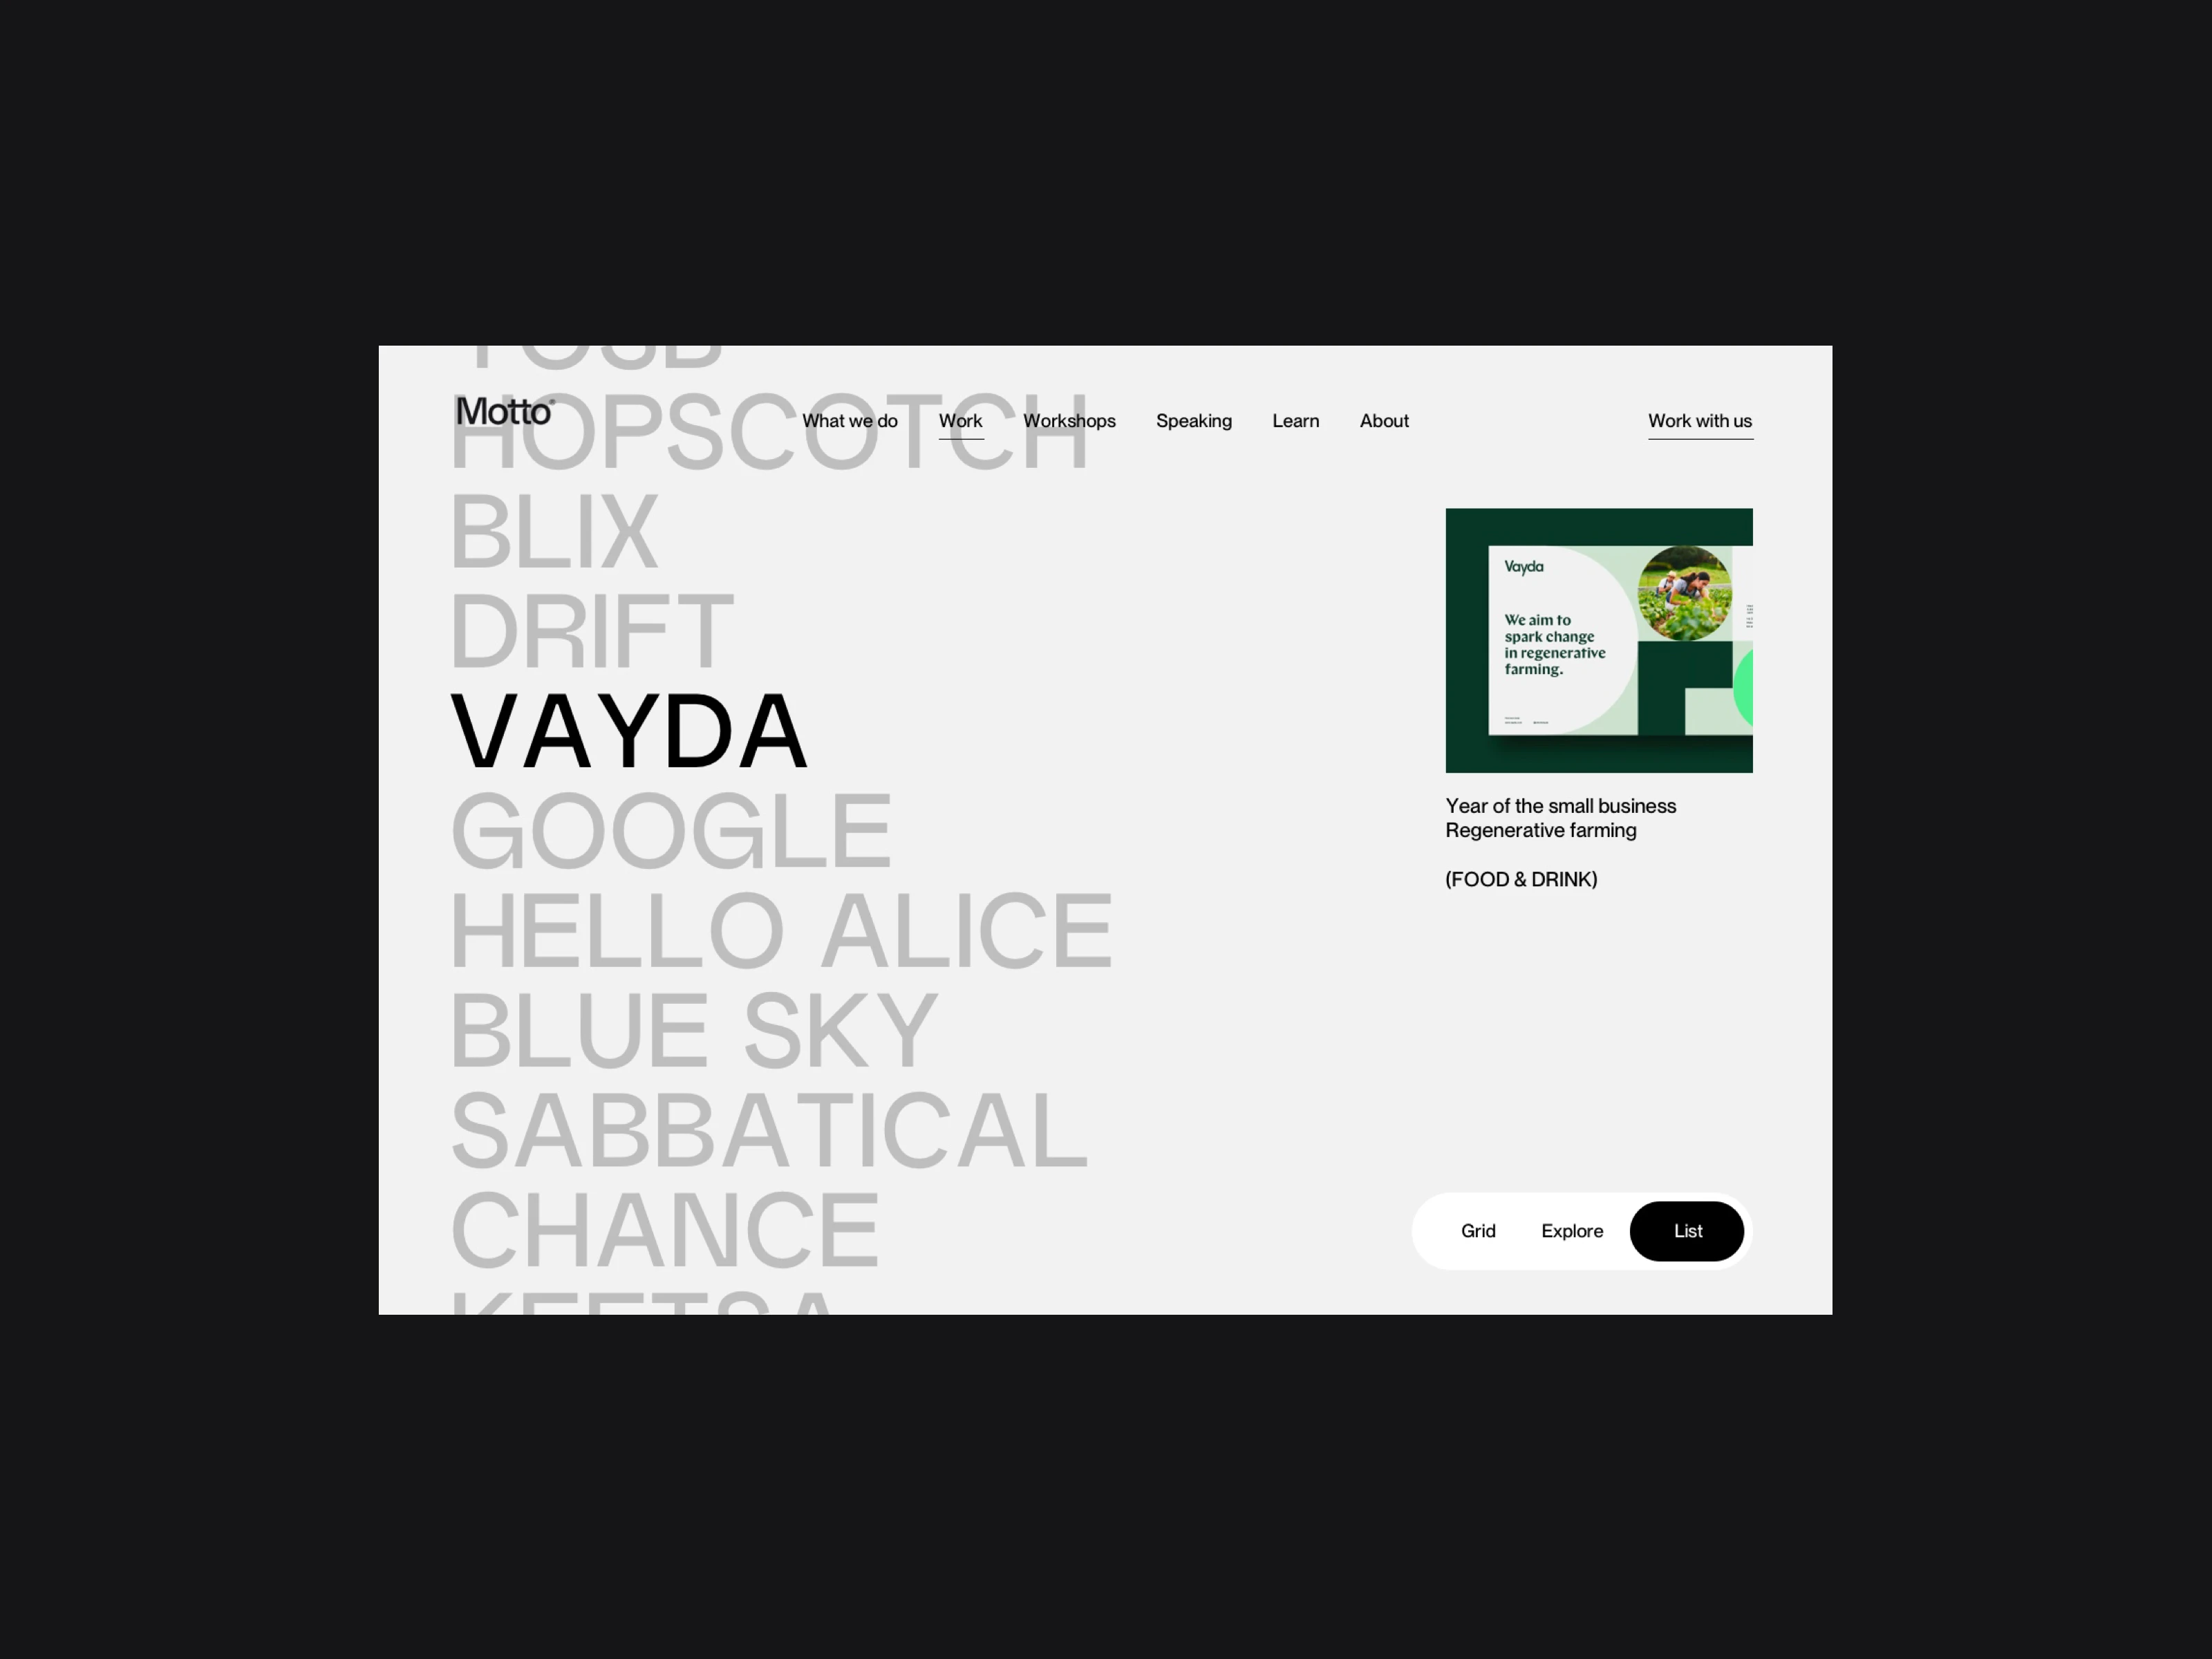 HOPSCOTCH
Motto
What we do
Work
Workshops
Speaking
Learn
About
Work with us
BLIX
DRIFT
VAYDA
GOOGLE
HELLO ALICE
BLUE SKY
SABBATICAL
CHANCE
KEETSA
Vayda
We aim to
spark change
in regenerative
farming.
Year of the small business
Regenerative farming
(FOOD & DRINK)
Grid
Explore
List